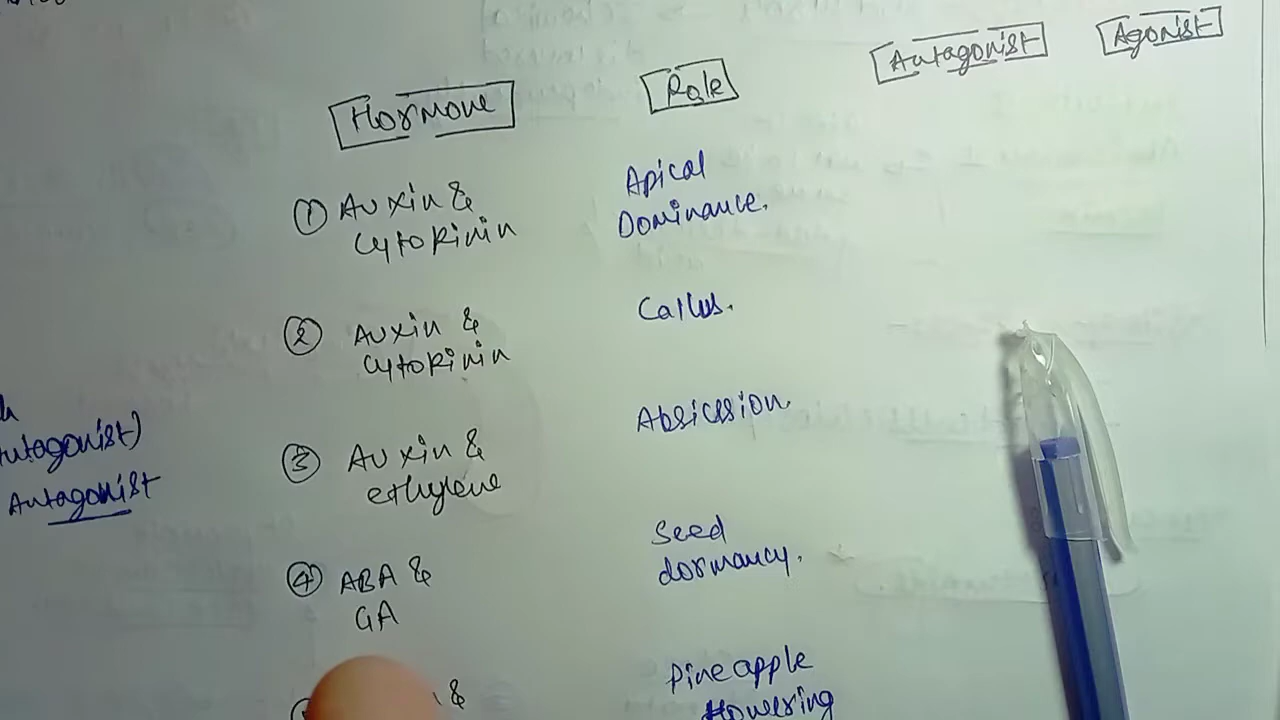 Hormone Role Antagonist Agonist
① Auxin & Cytokinin Apical Dominance.
② Auxin & Cytokinin Callus.
③ Auxin & ethylene Absicssion.
Antagonist)
Antagonist
④ ABA & GA Seed dormancy.
& Pineapple flowering